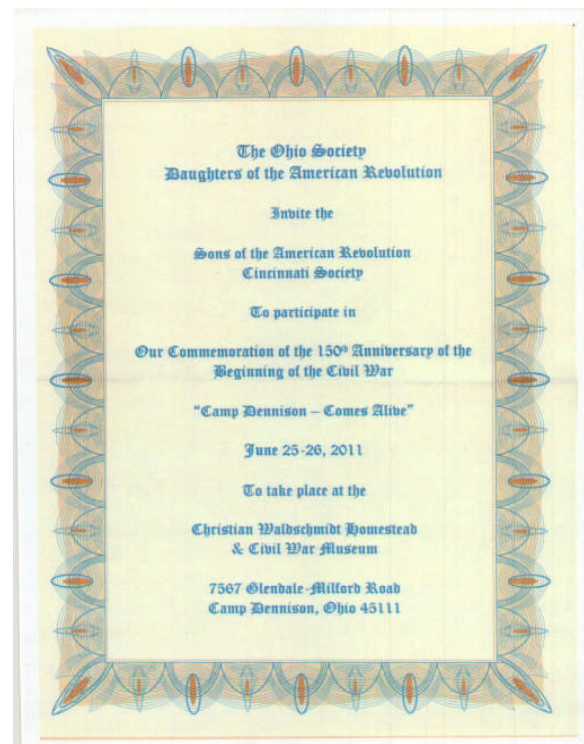 The Ohio Society
Daughters of the American Revolution
Invite the
Sons of the American Revolution
Cincinnati Society
To participate in
Our Commemoration of the 150th Anniversary of the
Beginning of the Civil War
“Camp Dennison – Comes Alive”
June 25-26, 2011
To take place at the
Christian Waldschmidt Homestead
& Civil War Museum
7567 Glendale-Milford Road
Camp Dennison, Ohio 45111